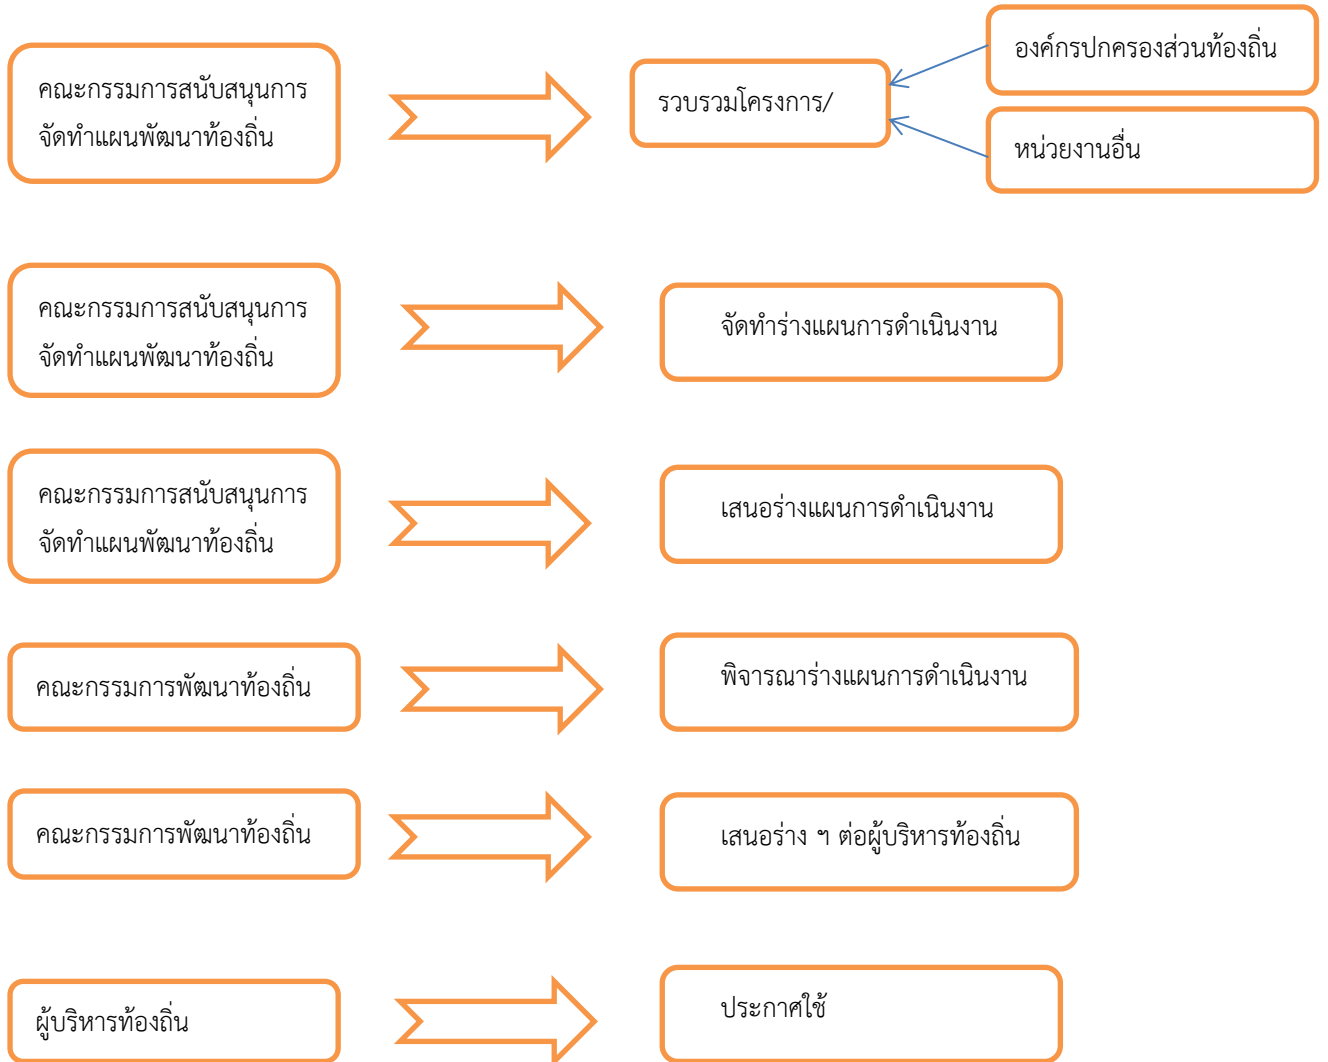 คณะกรรมการสนับสนุนการ
จัดทำแผนพัฒนาท้องถิ่น
รวบรวมโครงการ/
องค์กรปกครองส่วนท้องถิ่น
หน่วยงานอื่น
คณะกรรมการสนับสนุนการ
จัดทำแผนพัฒนาท้องถิ่น
จัดทำร่างแผนการดำเนินงาน
คณะกรรมการสนับสนุนการ
จัดทำแผนพัฒนาท้องถิ่น
เสนอร่างแผนการดำเนินงาน
คณะกรรมการพัฒนาท้องถิ่น
พิจารณาร่างแผนการดำเนินงาน
คณะกรรมการพัฒนาท้องถิ่น
เสนอร่าง ฯ ต่อผู้บริหารท้องถิ่น
ผู้บริหารท้องถิ่น
ประกาศใช้